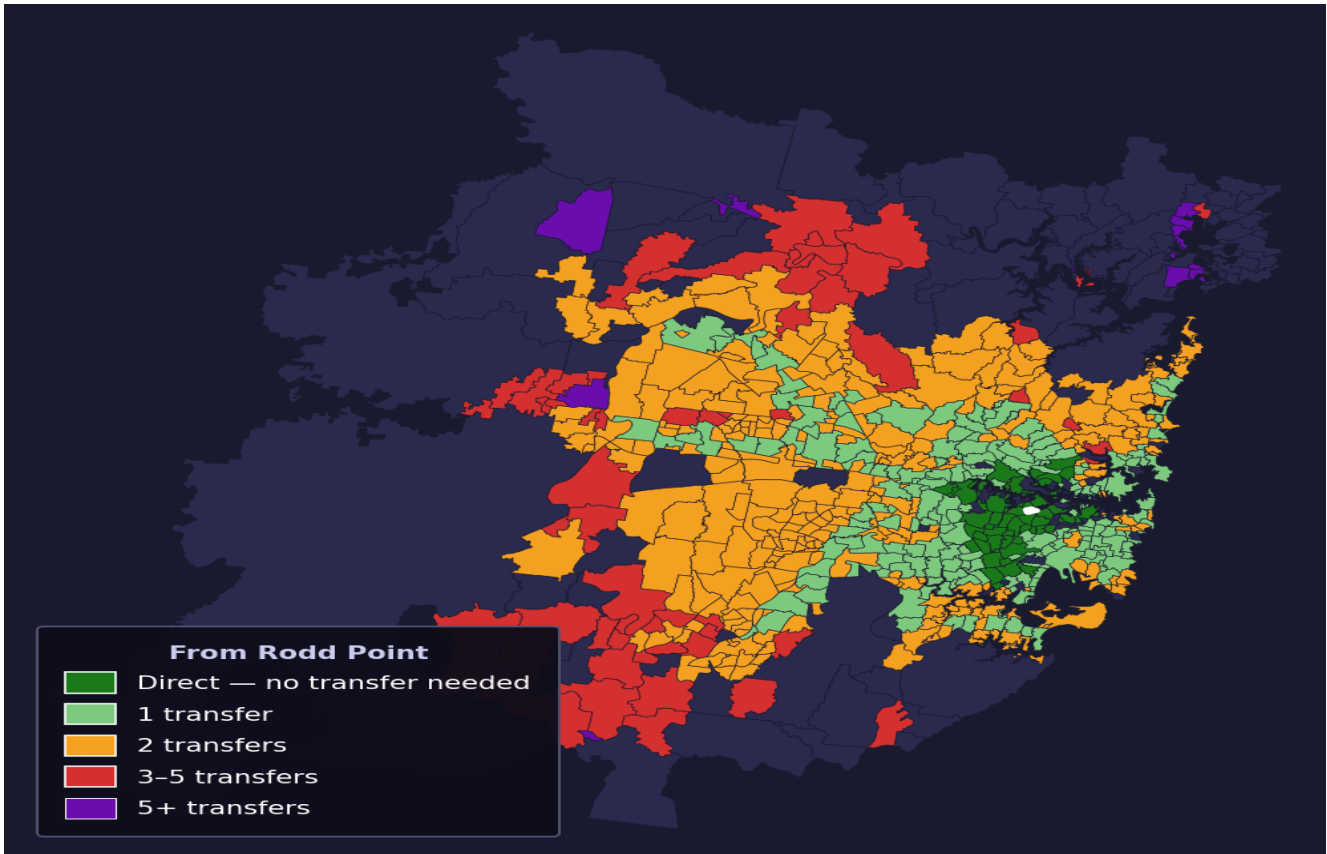 From Rodd Point
Direct — no transfer needed
1 transfer
2 transfers
3–5 transfers
5+ transfers